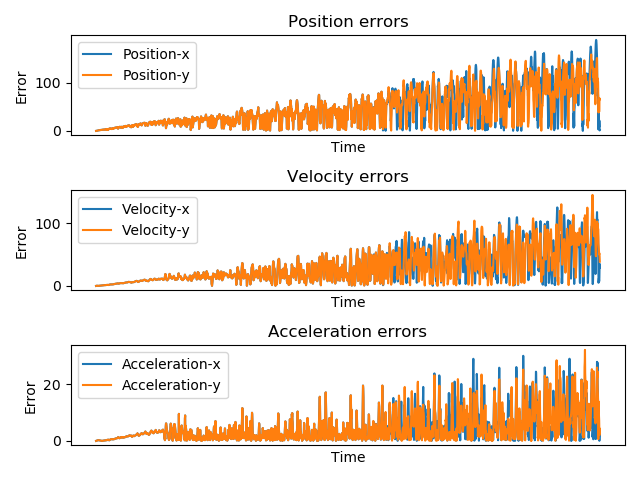 Position errors
Error
100
0
Position-x
Position-y
Time
Velocity errors
Error
100
0
Velocity-x
Velocity-y
Time
Acceleration errors
Error
20
0
Acceleration-x
Acceleration-y
Time